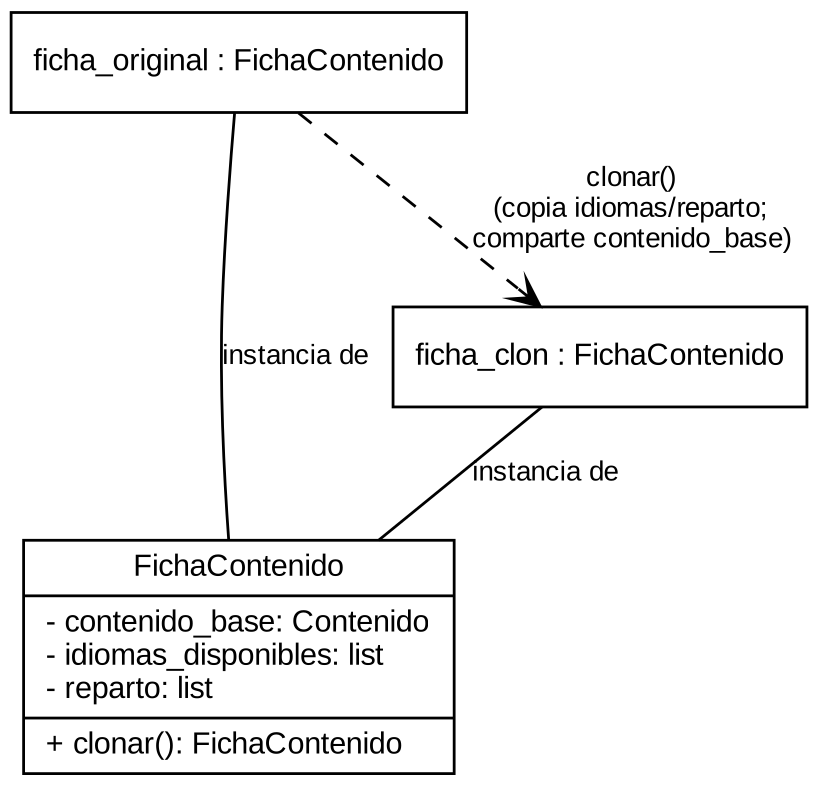 ficha_original : FichaContenido
clonar()
(copia idiomas/reparto;
comparte contenido_base)
instancia de
ficha_clon : FichaContenido
instancia de
FichaContenido
- contenido_base: Contenido
- idiomas_disponibles: list
- reparto: list
+ clonar(): FichaContenido